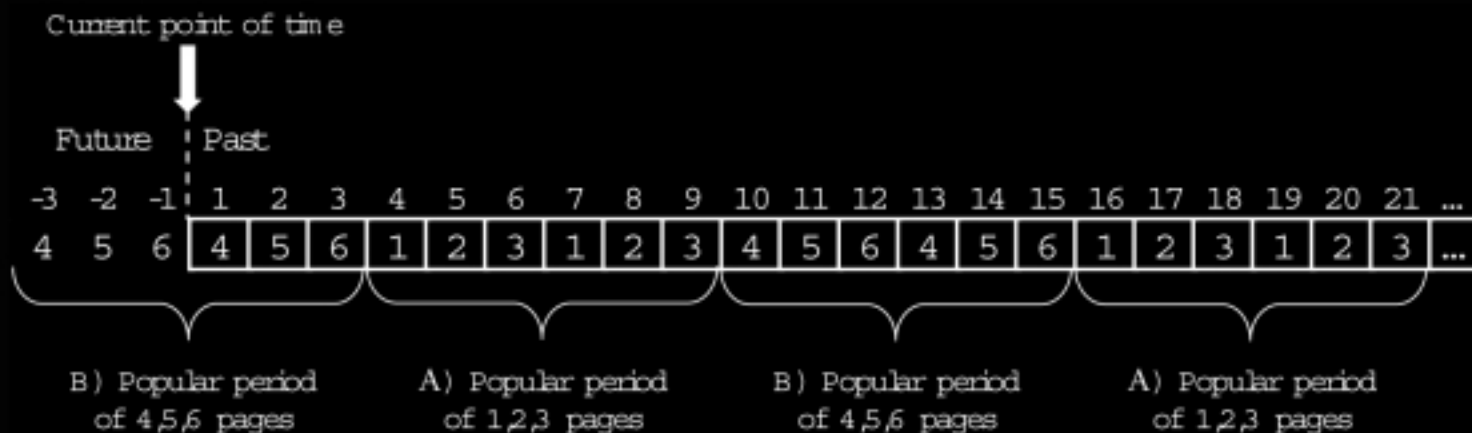 Current point of time
Future Past
-3 -2 -1 1 2 3 4 5 6 7 8 9 10 11 12 13 14 15 16 17 18 19 20 21 ...
4 5 6 4 5 6 1 2 3 1 2 3 4 5 6 4 5 6 1 2 3 1 2 3 ...
B) Popular period
of 4,5,6 pages
A) Popular period
of 1,2,3 pages
B) Popular period
of 4,5,6 pages
A) Popular period
of 1,2,3 pages